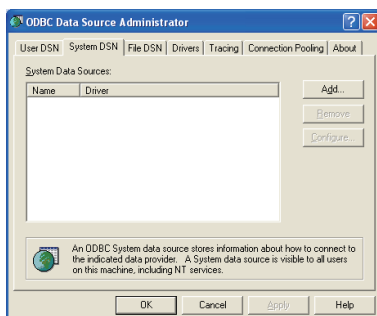 ODBC Data Source Administrator
User DSN System DSN File DSN Drivers Tracing Connection Pooling About
System Data Sources:
Name Driver
Add...
Remove
Configure...
An ODBC System data source stores information about how to connect to
the indicated data provider. A System data source is visible to all users
on this machine, including NT services.
OK Cancel Apply Help